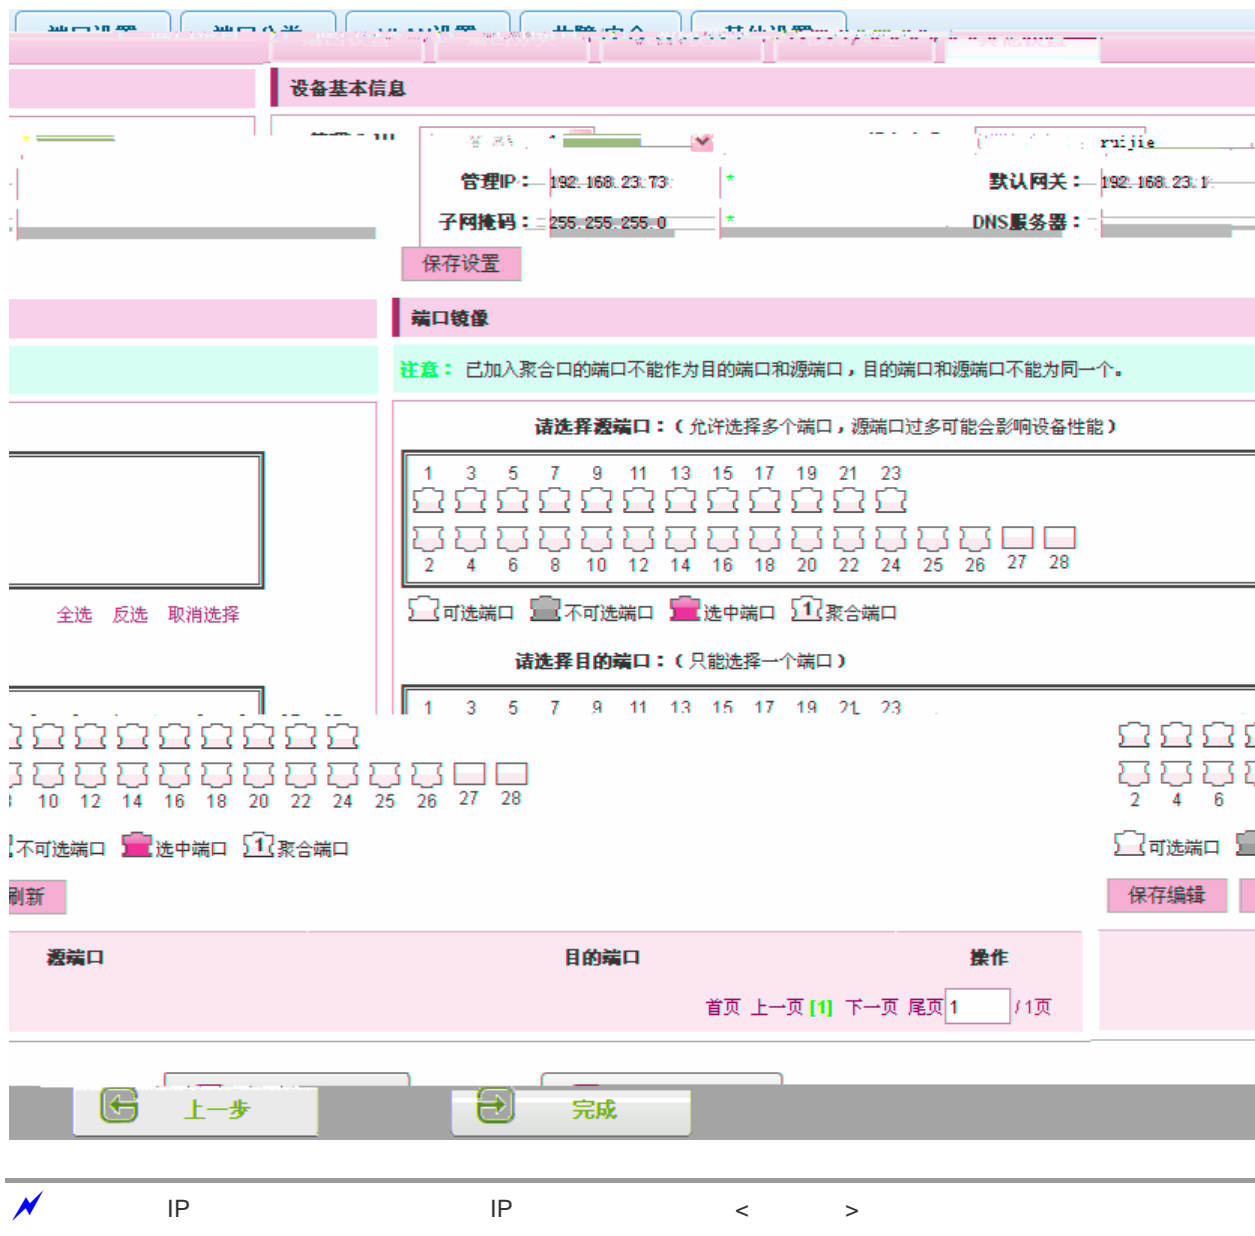 设备基本信息
ruijie
管理IP： 192.168.23.73 * 默认网关： 192.168.23.1
子网掩码： 255.255.255.0 * DNS服务器：
保存设置
端口镜像
注意： 已加入聚合口的端口不能作为目的端口和源端口，目的端口和源端口不能为同一个。
请选择源端口：（允许选择多个端口，源端口过多可能会影响设备性能）
1 3 5 7 9 11 13 15 17 19 21 23
2 4 6 8 10 12 14 16 18 20 22 24 25 26 27 28
可选端口 不可选端口 选中端口 1 聚合端口
全选 反选 取消选择
请选择目的端口：（只能选择一个端口）
1 3 5 7 9 11 13 15 17 19 21 23
10 12 14 16 18 20 22 24 25 26 27 28 2 4 6
不可选端口 选中端口 1 聚合端口 可选端口
刷新 保存编辑
源端口 目的端口 操作
首页 上一页 [1] 下一页 尾页 1 / 1页
上一步 完成
IP IP < >